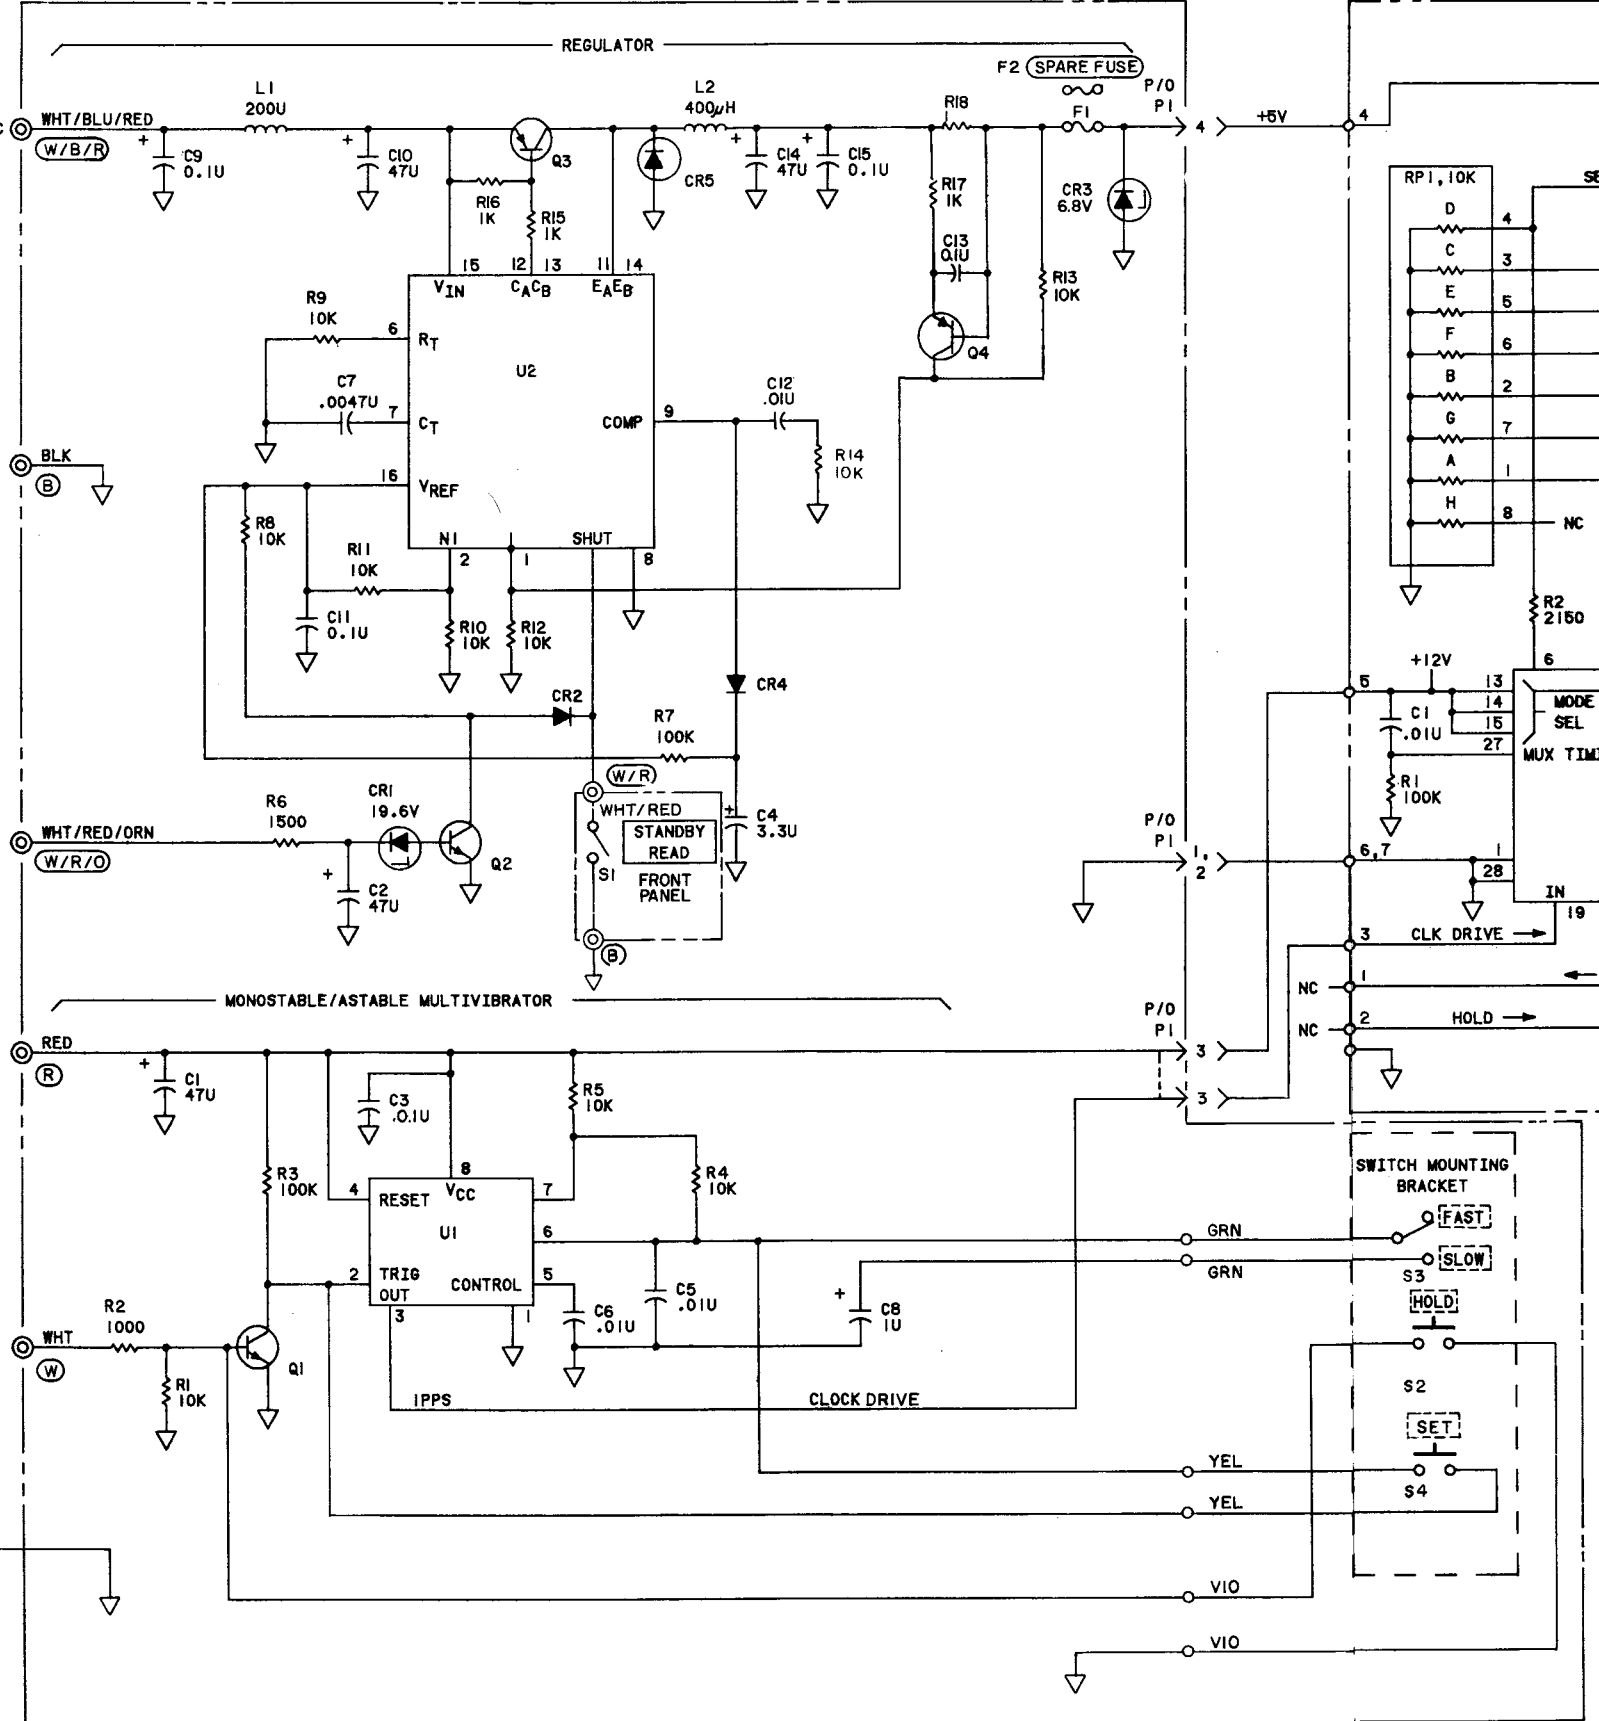 REGULATOR
F2 SPARE FUSE
L1
200U
L2
400µH
R18
F1
P/O
P1
C
WHT/BLU/RED
W/B/R
+
C9
0.1U
+
C10
47U
Q3
CR5
+
C14
47U
+
C15
0.1U
4
+5V
4
R16
1K
R15
1K
R17
1K
CR3
6.8V
C13
0.1U
R13
10K
Q4
RP1, 10K
SE
D
4
C
3
E
5
F
6
B
2
G
7
A
1
H
8
NC
15
12
13
11
14
VIN
CACB
EAEB
R9
10K
6
RT
U2
C7
.0047U
7
CT
COMP
9
C12
.01U
R14
10K
BLK
B
16
VREF
R8
10K
R11
10K
N1
2
1
SHUT
8
C11
0.1U
R10
10K
R12
10K
R2
2150
+12V
6
5
13
14
15
27
MODE
SEL
MUX TIM
C1
.01U
R1
100K
CR2
CR4
R7
100K
W/R
WHT/RED
STANDBY
READ
S1
FRONT
PANEL
B
+
C4
3.3U
WHT/RED/ORN
W/R/O
R6
1500
CR1
19.6V
Q2
+
C2
47U
P/O
P1
1,
2
6,7
1
28
IN
19
3
CLK DRIVE
NC
1
NC
2
HOLD
MONOSTABLE/ASTABLE MULTIVIBRATOR
P/O
P1
3
3
RED
R
+
C1
47U
C3
.01U
R5
10K
R3
100K
R4
10K
4
RESET
8
VCC
7
U1
6
2
TRIG
OUT
3
CONTROL
5
1
C6
.01U
C5
.01U
+
C8
1U
GRN
GRN
SWITCH MOUNTING
BRACKET
FAST
SLOW
S3
HOLD
S2
SET
S4
R2
1000
WHT
W
R1
10K
Q1
1PPS
CLOCK DRIVE
YEL
YEL
VIO
VIO